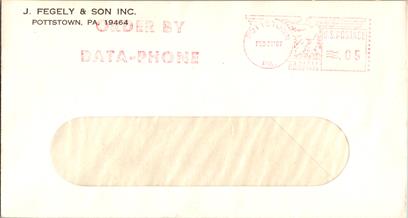 J. FEGELY & SON INC.
POTTSTOWN, PA. 19464
ORDER BY
DATA-PHONE
U.S. POSTAGE
.05